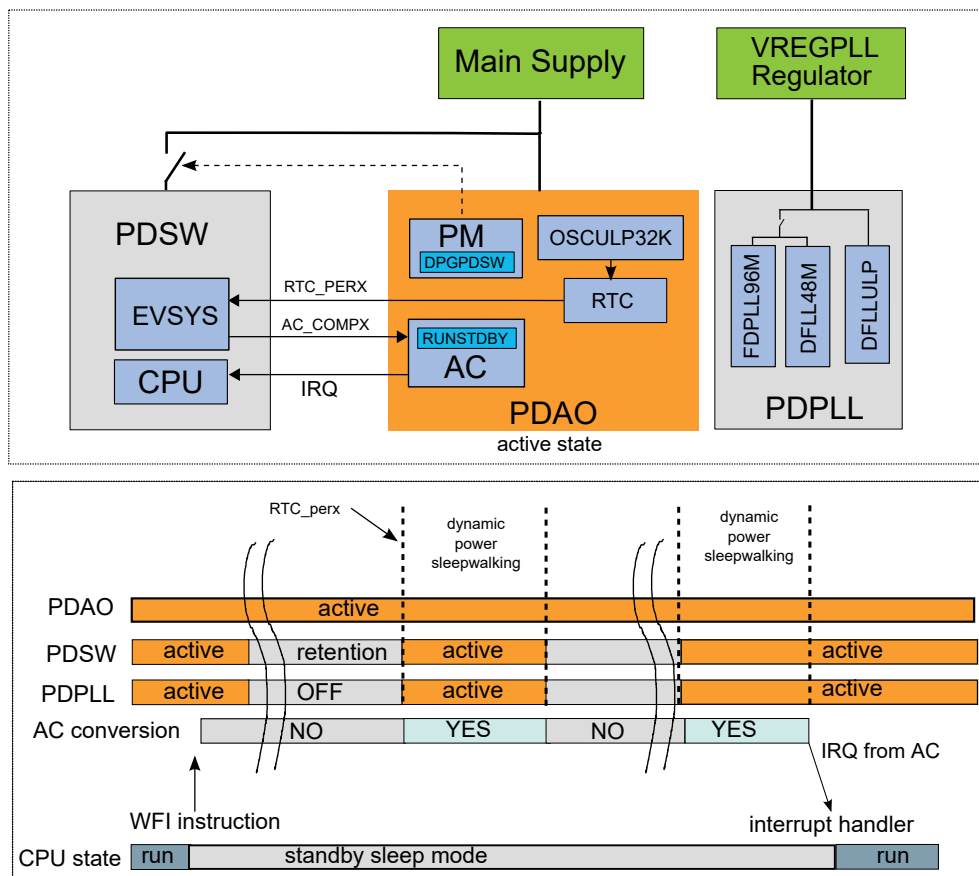 Main Supply
VREGPLL
Regulator
PDSW
PM
DPGPDSW
OSCULP32K
RTC_PERX
RTC
EVSYS
AC_COMPX
RUNSTDBY
AC
CPU
IRQ
PDAO
active state
FDPLL96M
DFLL48M
DFLLULP
PDPLL
RTC_perx
dynamic
power
sleepwalking
dynamic
power
sleepwalking
PDAO
active
PDSW
active
retention
active
active
PDPLL
active
OFF
active
active
AC conversion
NO
YES
NO
YES
IRQ from AC
WFI instruction
interrupt handler
CPU state
run
standby sleep mode
run